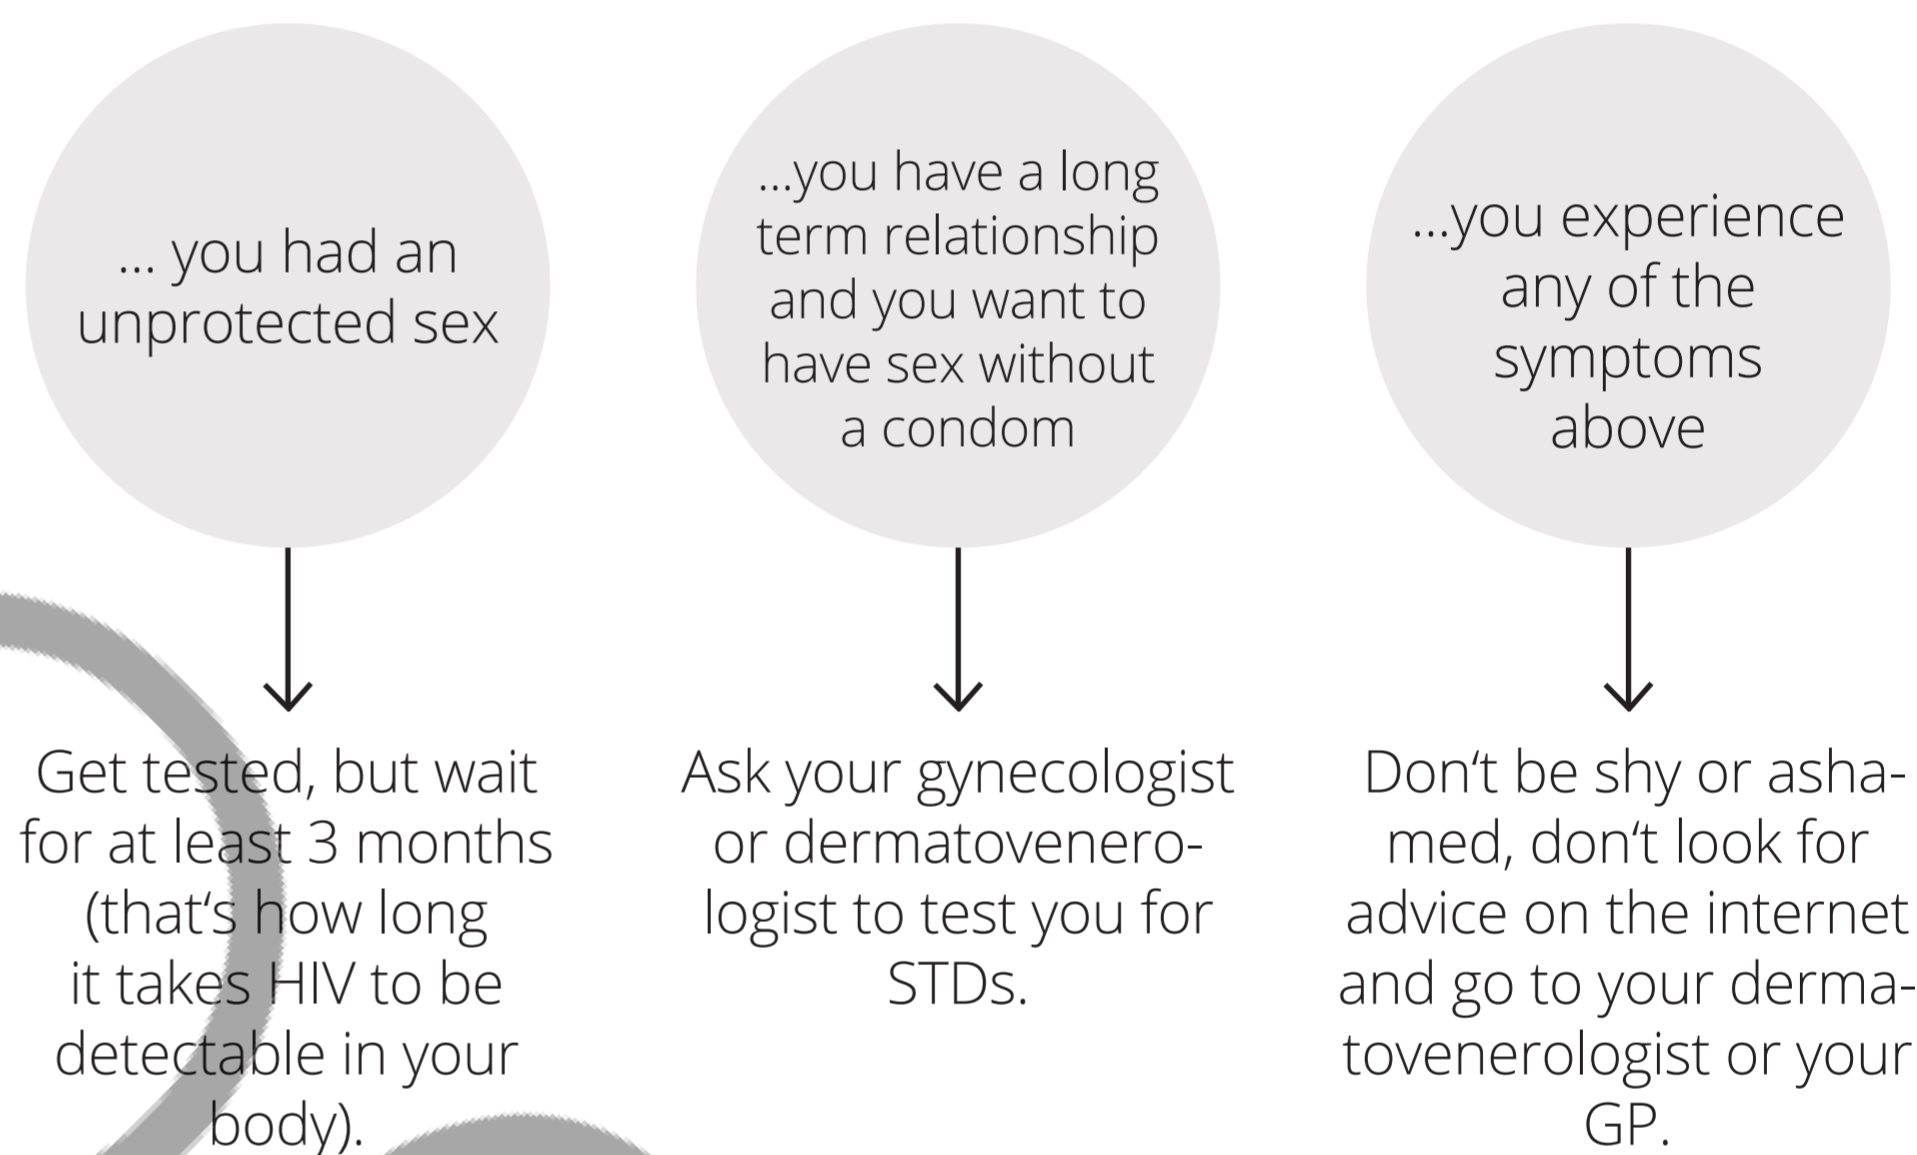 ... you had an
unprotected sex
...you have a long
term relationship
and you want to
have sex without
a condom
...you experience
any of the
symptoms
above
Get tested, but wait
for at least 3 months
(that‘s how long
it takes HIV to be
detectable in your
body).
Ask your gynecologist
or dermatovenero-
logist to test you for
STDs.
Don‘t be shy or asha-
med, don‘t look for
advice on the internet
and go to your derma-
tovenerologist or your
GP.